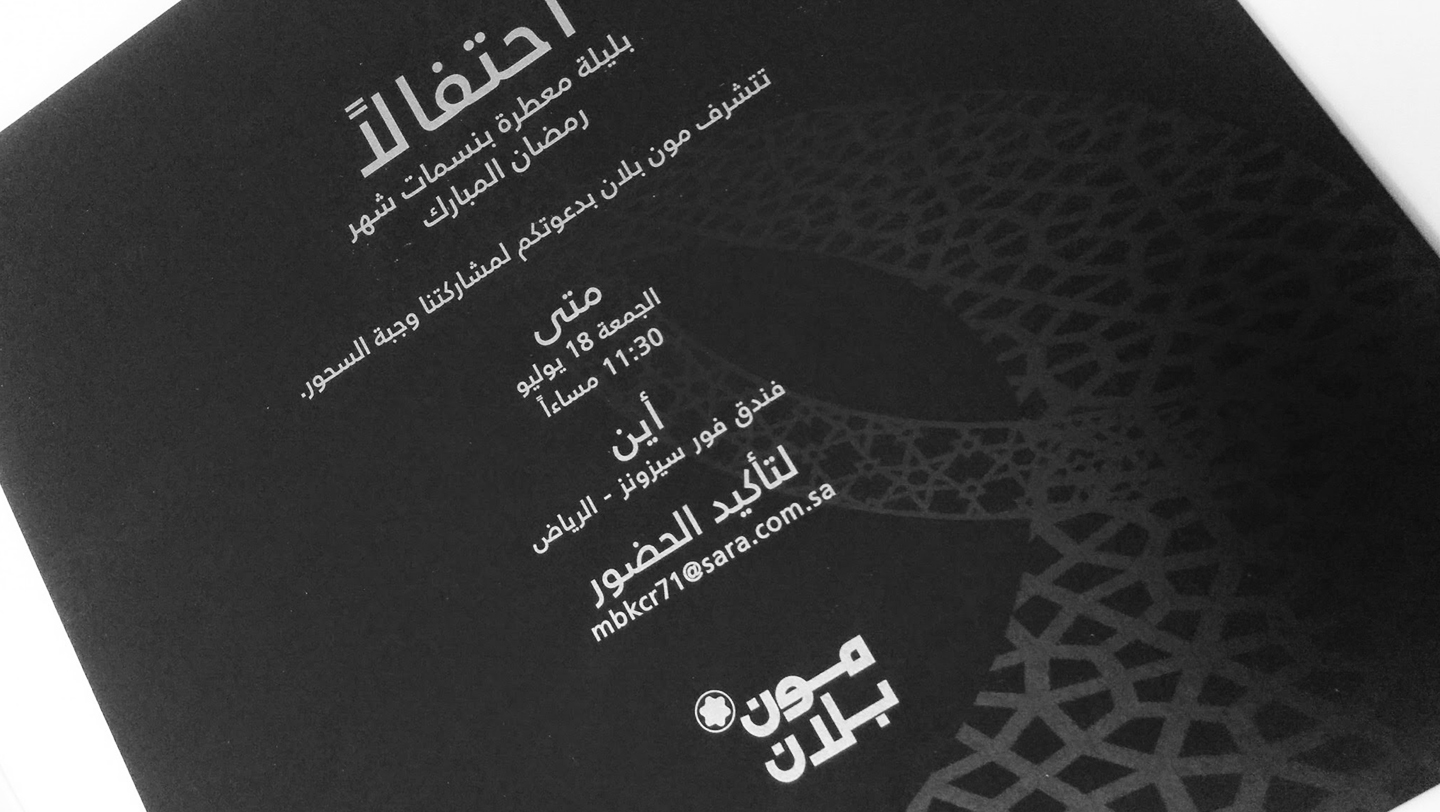 احتفالاً
بليلة معطرة بنسمات شهر
رمضان المبارك
تتشرف مون بلان بدعوتكم لمشاركتنا وجبة السحور.
متى
الجمعة 18 يوليو
11:30 مساءاً
أين
فندق فور سيزونز - الرياض
لتأكيد الحضور
mbkcr71@sara.com.sa
مون
بلان